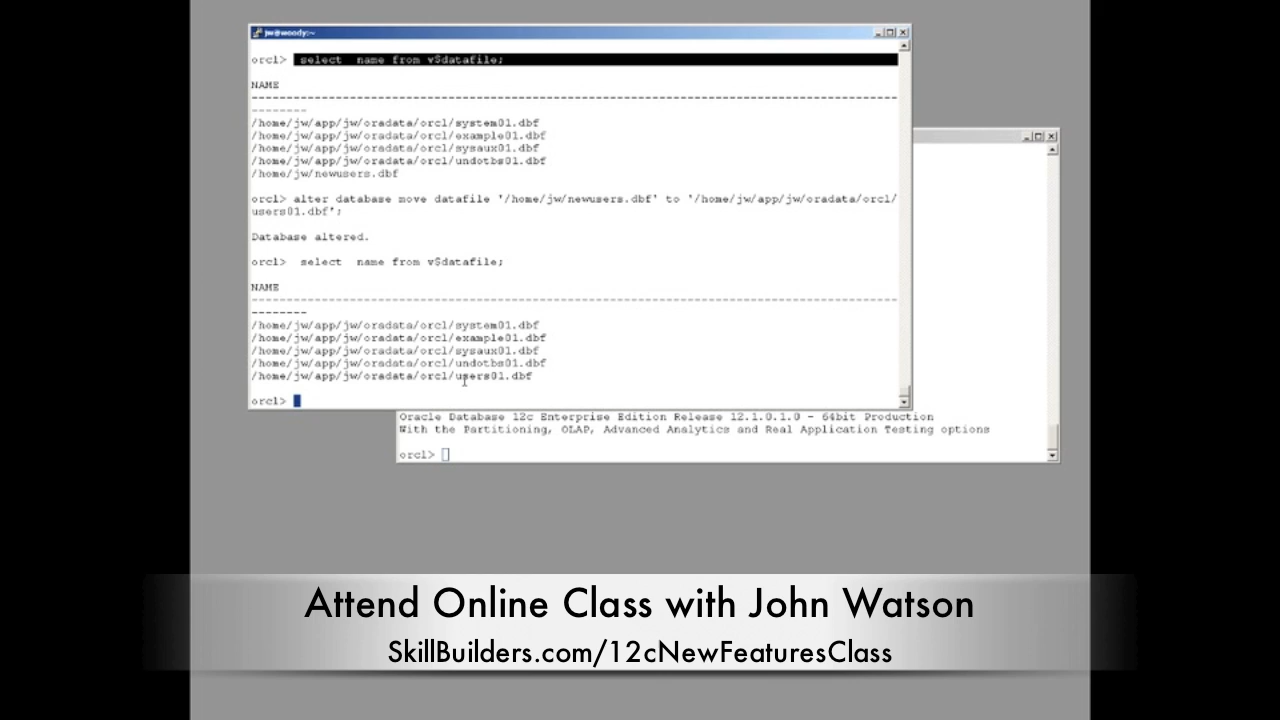 jw@woody:~
orcl> select  name from v$datafile;
NAME
--------------------------------------------------------------------------------
--------
/home/jw/app/jw/oradata/orcl/system01.dbf
/home/jw/app/jw/oradata/orcl/example01.dbf
/home/jw/app/jw/oradata/orcl/sysaux01.dbf
/home/jw/app/jw/oradata/orcl/undotbs01.dbf
/home/jw/newusers.dbf
orcl> alter database move datafile '/home/jw/newusers.dbf' to '/home/jw/app/jw/oradata/orcl/
users01.dbf';
Database altered.
orcl>  select  name from v$datafile;
NAME
--------------------------------------------------------------------------------
--------
/home/jw/app/jw/oradata/orcl/system01.dbf
/home/jw/app/jw/oradata/orcl/example01.dbf
/home/jw/app/jw/oradata/orcl/sysaux01.dbf
/home/jw/app/jw/oradata/orcl/undotbs01.dbf
/home/jw/app/jw/oradata/orcl/users01.dbf
orcl>
Oracle Database 12c Enterprise Edition Release 12.1.0.1.0 - 64bit Production
With the Partitioning, OLAP, Advanced Analytics and Real Application Testing options
orcl>
Attend Online Class with John Watson
SkillBuilders.com/12cNewFeaturesClass